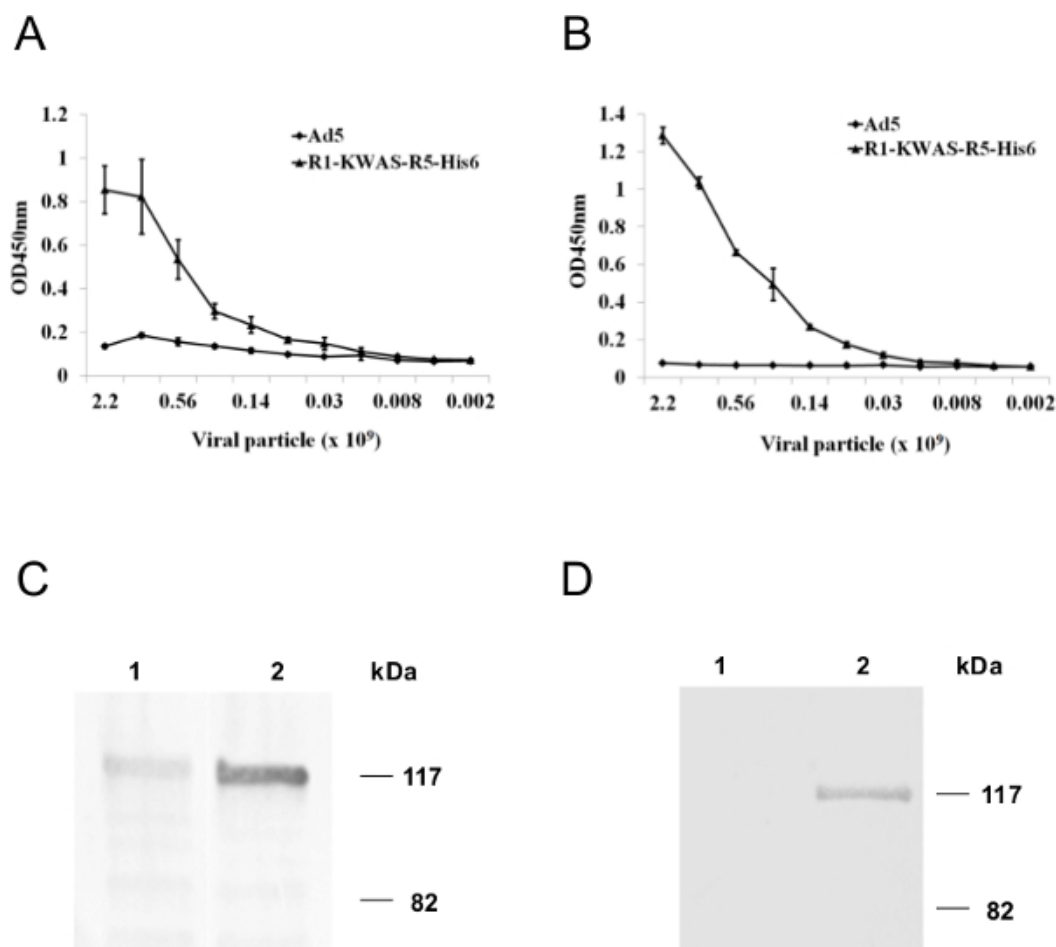 A
1.2
1
0.8
0.6
0.4
0.2
0
OD450nm
Ad5
R1-KWAS-R5-His6
2.2 0.56 0.14 0.03 0.008 0.002
Viral particle (x 10⁹)
B
1.4
1.2
1
0.8
0.6
0.4
0.2
0
OD450nm
Ad5
R1-KWAS-R5-His6
2.2 0.56 0.14 0.03 0.008 0.002
Viral particle (x 10⁹)
C
1 2 kDa
117
82
D
1 2 kDa
117
82